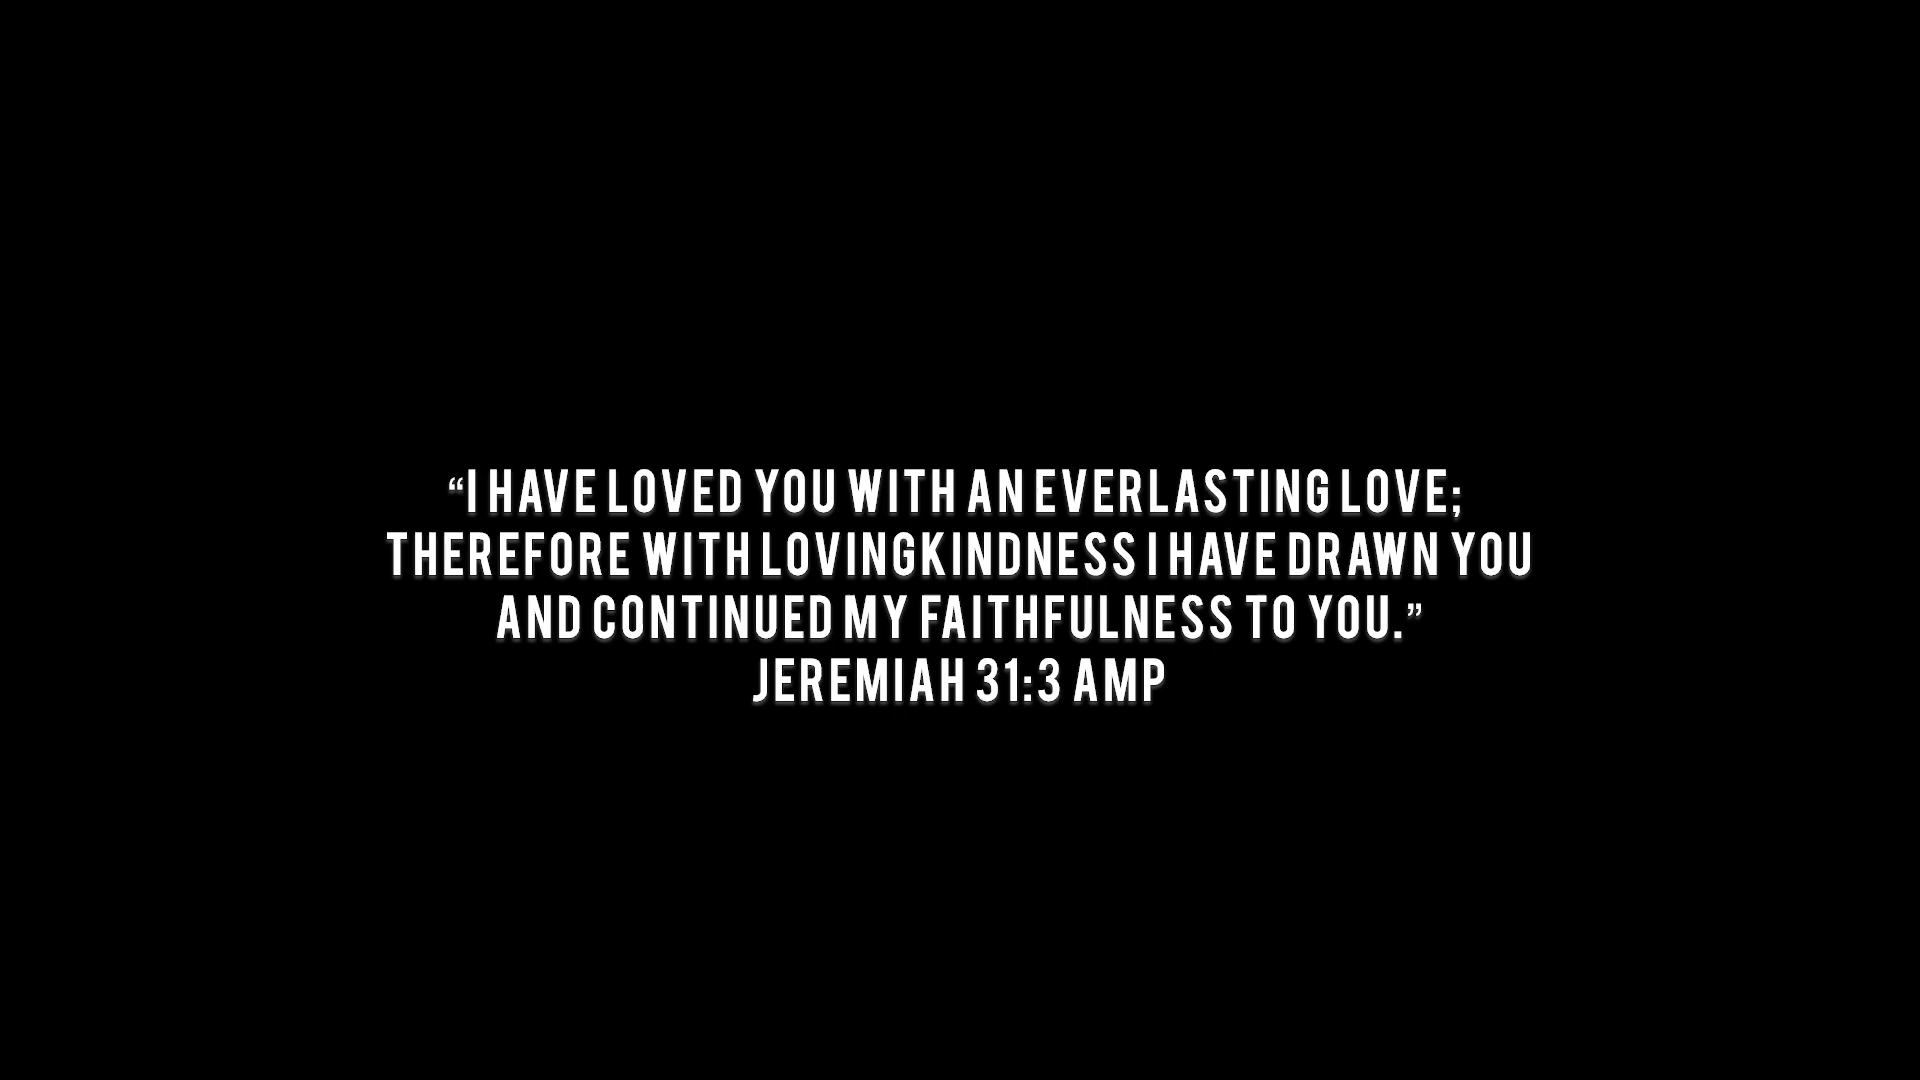 “I HAVE LOVED YOU WITH AN EVERLASTING LOVE;
THEREFORE WITH LOVINGKINDNESS I HAVE DRAWN YOU
AND CONTINUED MY FAITHFULNESS TO YOU.”
JEREMIAH 31:3 AMP